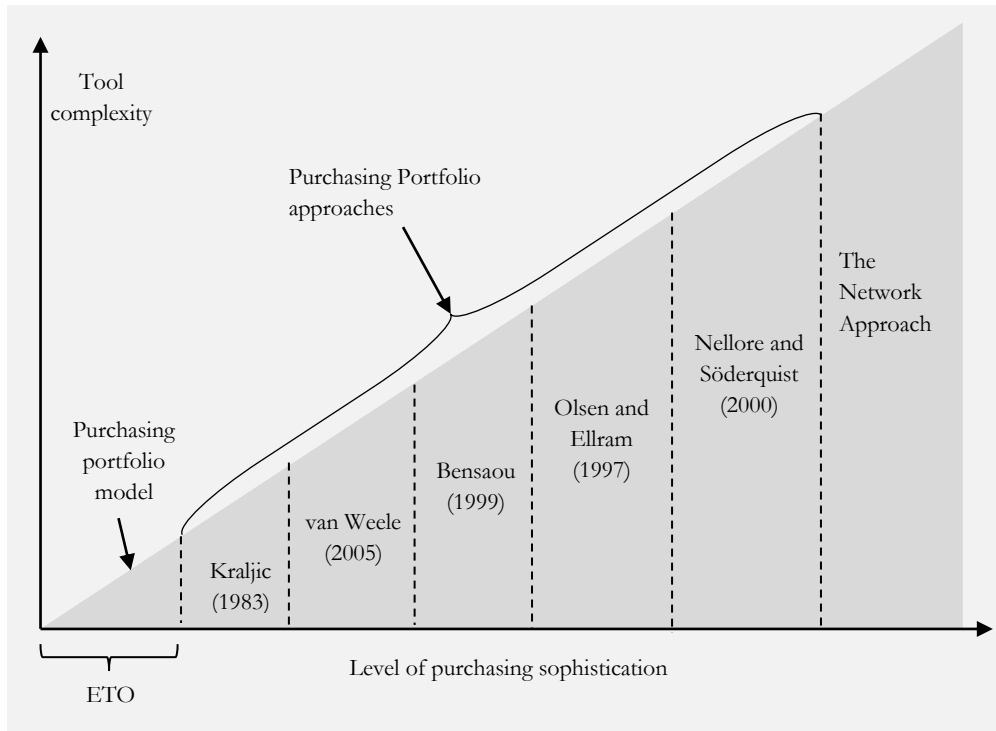 Tool
complexity
Purchasing Portfolio
approaches
The
Network
Approach
Nellore and
Söderquist
(2000)
Olsen and
Ellram
(1997)
Purchasing
portfolio
model
Bensaou
(1999)
van Weele
(2005)
Kraljic
(1983)
Level of purchasing sophistication
ETO